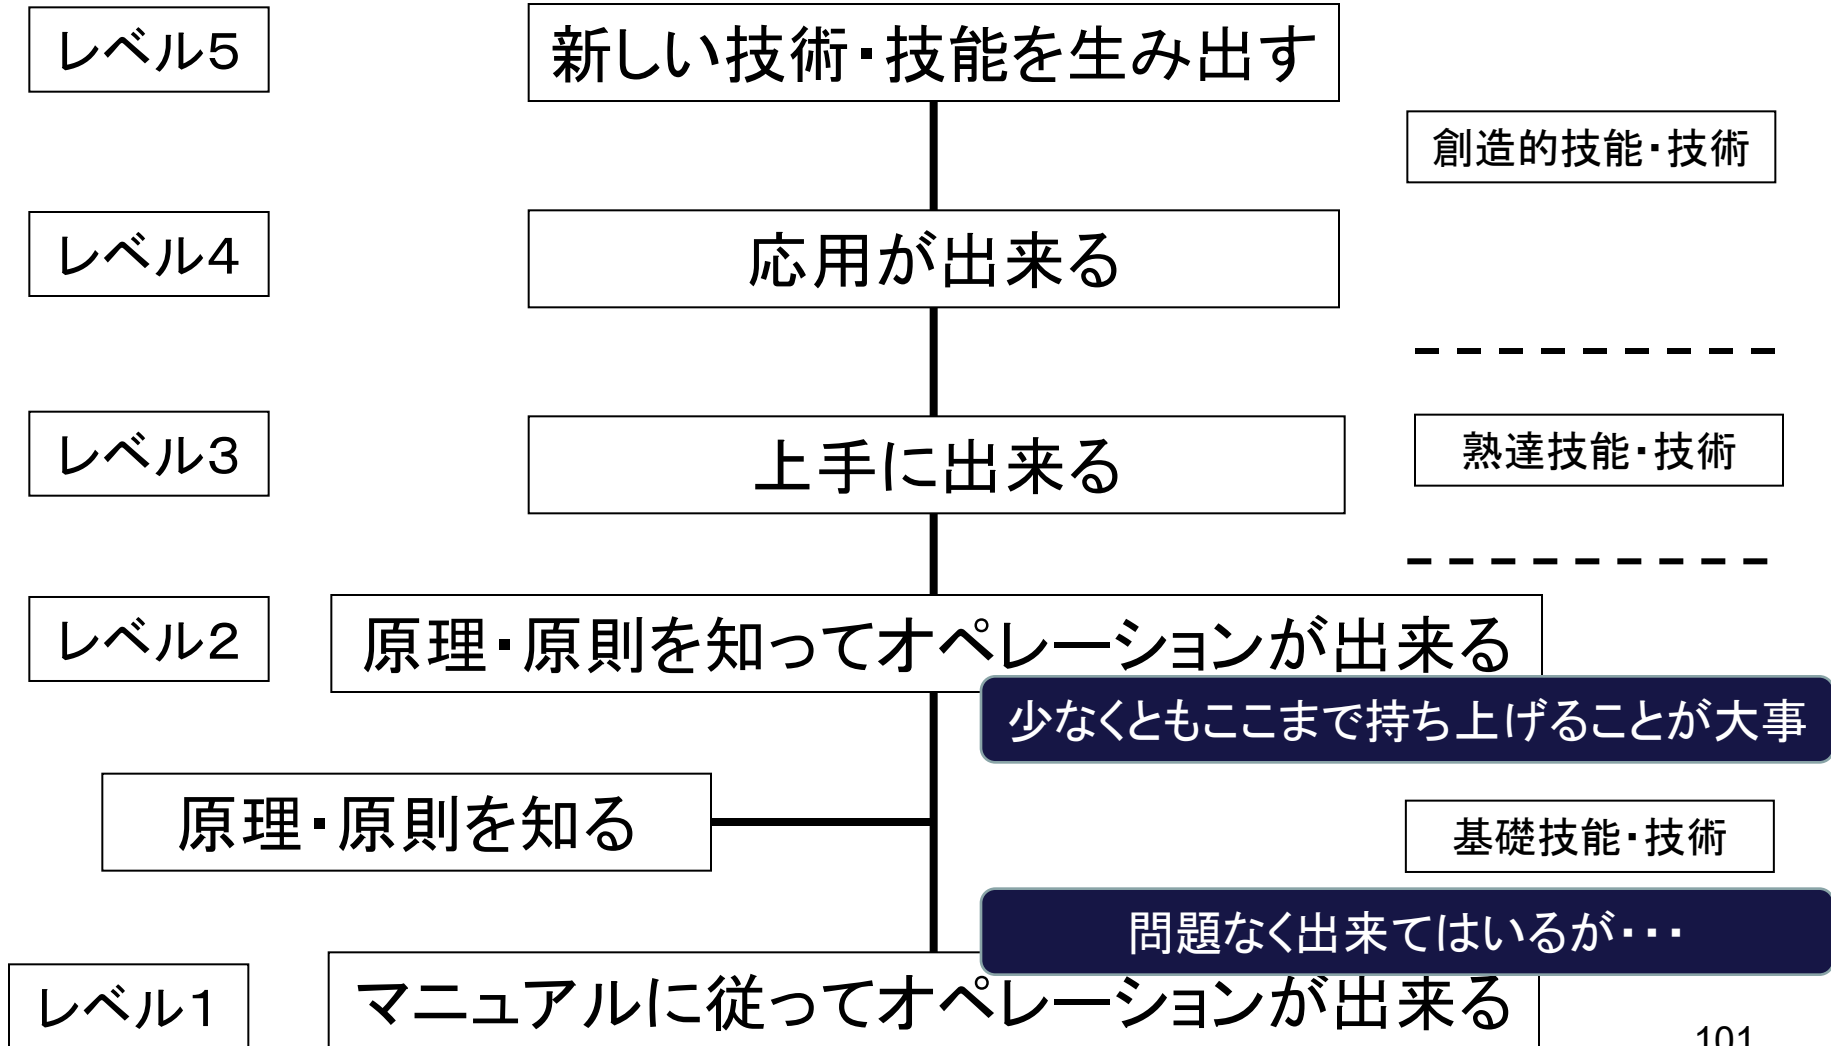 レベル5
新しい技術・技能を生み出す
創造的技能・技術
レベル4
応用が出来る
レベル3
上手に出来る
熟達技能・技術
レベル2
原理・原則を知ってオペレーションが出来る
少なくともここまで持ち上げることが大事
原理・原則を知る
基礎技能・技術
問題なく出来てはいるが・・・
レベル1
マニュアルに従ってオペレーションが出来る
101